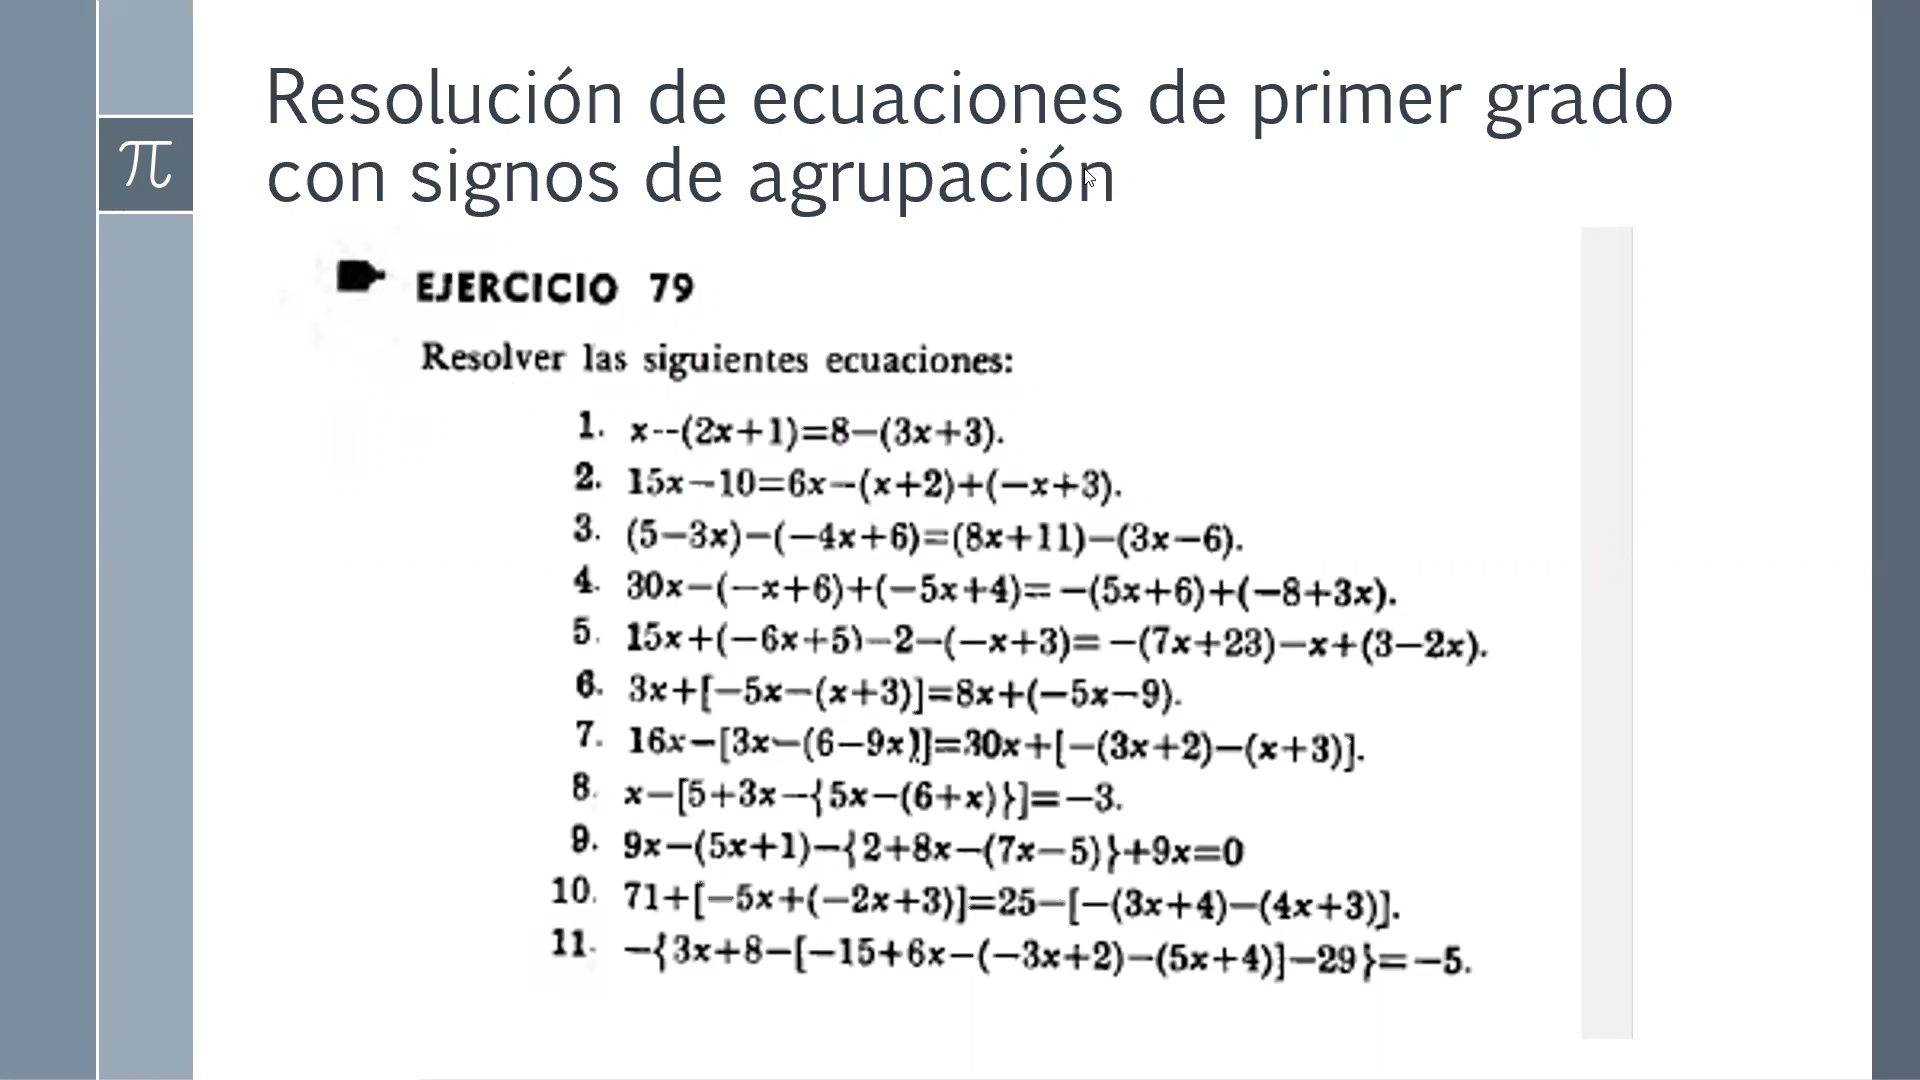 Resolución de ecuaciones de primer grado
con signos de agrupación
π
EJERCICIO 79
Resolver las siguientes ecuaciones:
1. x--(2x+1)=8-(3x+3).
2. 15x-10=6x-(x+2)+(-x+3).
3. (5-3x)-(-4x+6)=(8x+11)-(3x-6).
4. 30x-(-x+6)+(-5x+4)=-(5x+6)+(-8+3x).
5. 15x+(-6x+5)-2-(-x+3)=-(7x+23)-x+(3-2x).
6. 3x+[-5x-(x+3)]=8x+(-5x-9).
7. 16x-[3x-(6-9x)]=30x+[-(3x+2)-(x+3)].
8. x-[5+3x-{5x-(6+x)}]=-3.
9. 9x-(5x+1)-{2+8x-(7x-5)}+9x=0
10. 71+[-5x+(-2x+3)]=25-[-(3x+4)-(4x+3)].
11. -{3x+8-[-15+6x-(-3x+2)-(5x+4)]-29}=-5.